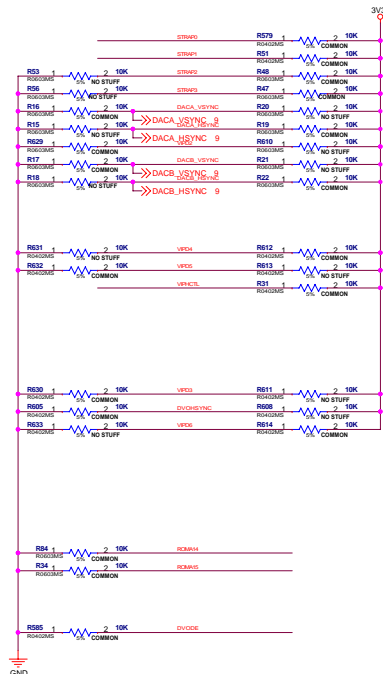 3V3
STRAP0 R579 1 2 10K
R0402MS 5% COMMON
STRAP1 R51 1 2 10K
R0402MS 5% COMMON
R53 1 2 10K STRAP2 R48 1 2 10K
R0603MS 5% NO STUFF R0603MS 5% COMMON
R56 1 2 10K STRAP3 R47 1 2 10K
R0603MS 5% NO STUFF R0603MS 5% COMMON
R16 1 2 10K DACA_VSYNC R20 1 2 10K
R0603MS 5% COMMON DACA_VSYNC 9 R0603MS 5% NO STUFF
R15 1 2 10K DACA_HSYNC R19 1 2 10K
R0603MS 5% COMMON DACA_HSYNC 9 R0603MS 5% NO STUFF
R629 1 2 10K VIPD2 R610 1 2 10K
R0603MS 5% COMMON R0603MS 5% NO STUFF
R17 1 2 10K DACB_VSYNC R21 1 2 10K
R0603MS 5% COMMON DACB_VSYNC 9 R0603MS 5% NO STUFF
R18 1 2 10K DACB_HSYNC R22 1 2 10K
R0603MS 5% NO STUFF DACB_HSYNC 9 R0603MS 5% COMMON
R631 1 2 10K VIPD4 R612 1 2 10K
R0402MS 5% NO STUFF R0402MS 5% COMMON
R632 1 2 10K VIPD5 R613 1 2 10K
R0402MS 5% COMMON R0402MS 5% NO STUFF
VIPHCTL R31 1 2 10K
R0402MS 5% COMMON
R630 1 2 10K VIPD3 R611 1 2 10K
R0402MS 5% COMMON R0402MS 5% NO STUFF
R605 1 2 10K DVOHSYNC R608 1 2 10K
R0402MS 5% COMMON R0402MS 5% NO STUFF
R633 1 2 10K VIPD6 R614 1 2 10K
R0402MS 5% NO STUFF R0402MS 5% COMMON
R84 1 2 10K ROMA14
R0603MS 5% COMMON
R34 1 2 10K ROMA15
R0603MS 5% COMMON
R585 1 2 10K DVODE
R0402MS 5% COMMON
GND